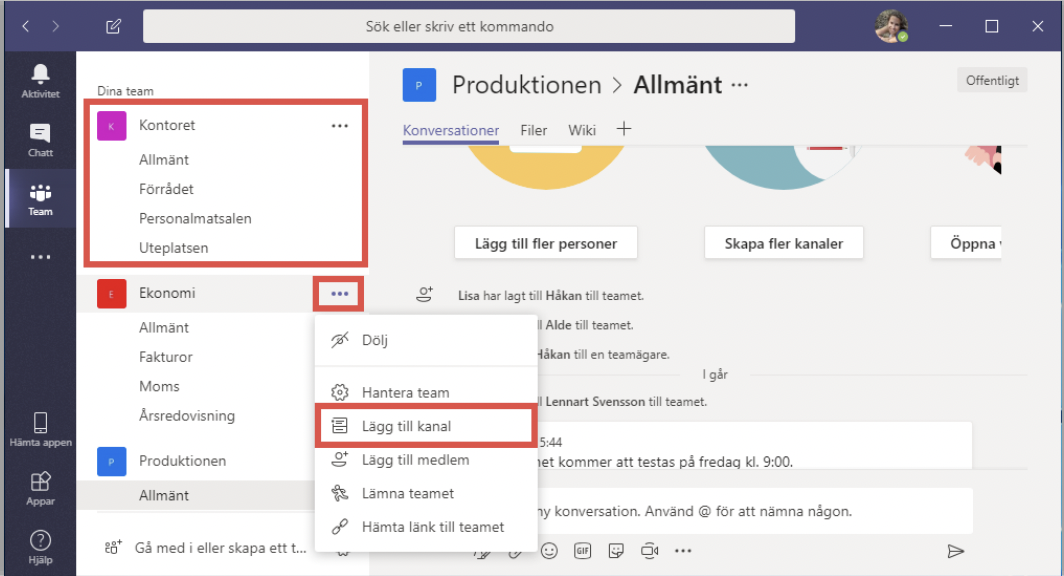 Sök eller skriv ett kommando
Aktivitet
Chatt
Team
Hämta appen
Appar
Hjälp
Dina team
K Kontoret
Allmänt
Förrådet
Personalmatsalen
Uteplatsen
E Ekonomi
Allmänt
Fakturor
Moms
Årsredovisning
P Produktionen
Allmänt
Gå med i eller skapa ett t...
Dölj
Hantera team
Lägg till kanal
Lägg till medlem
Lämna teamet
Hämta länk till teamet
P Produktionen > Allmänt ...
Offentligt
Konversationer Filer Wiki +
Lägg till fler personer
Skapa fler kanaler
Öppna
Lisa har lagt till Håkan till teamet.
ll Alde till teamet.
Håkan till en teamägare.
I går
ll Lennart Svensson till teamet.
5:44
et kommer att testas på fredag kl. 9:00.
ny konversation. Använd @ för att nämna någon.
GIF